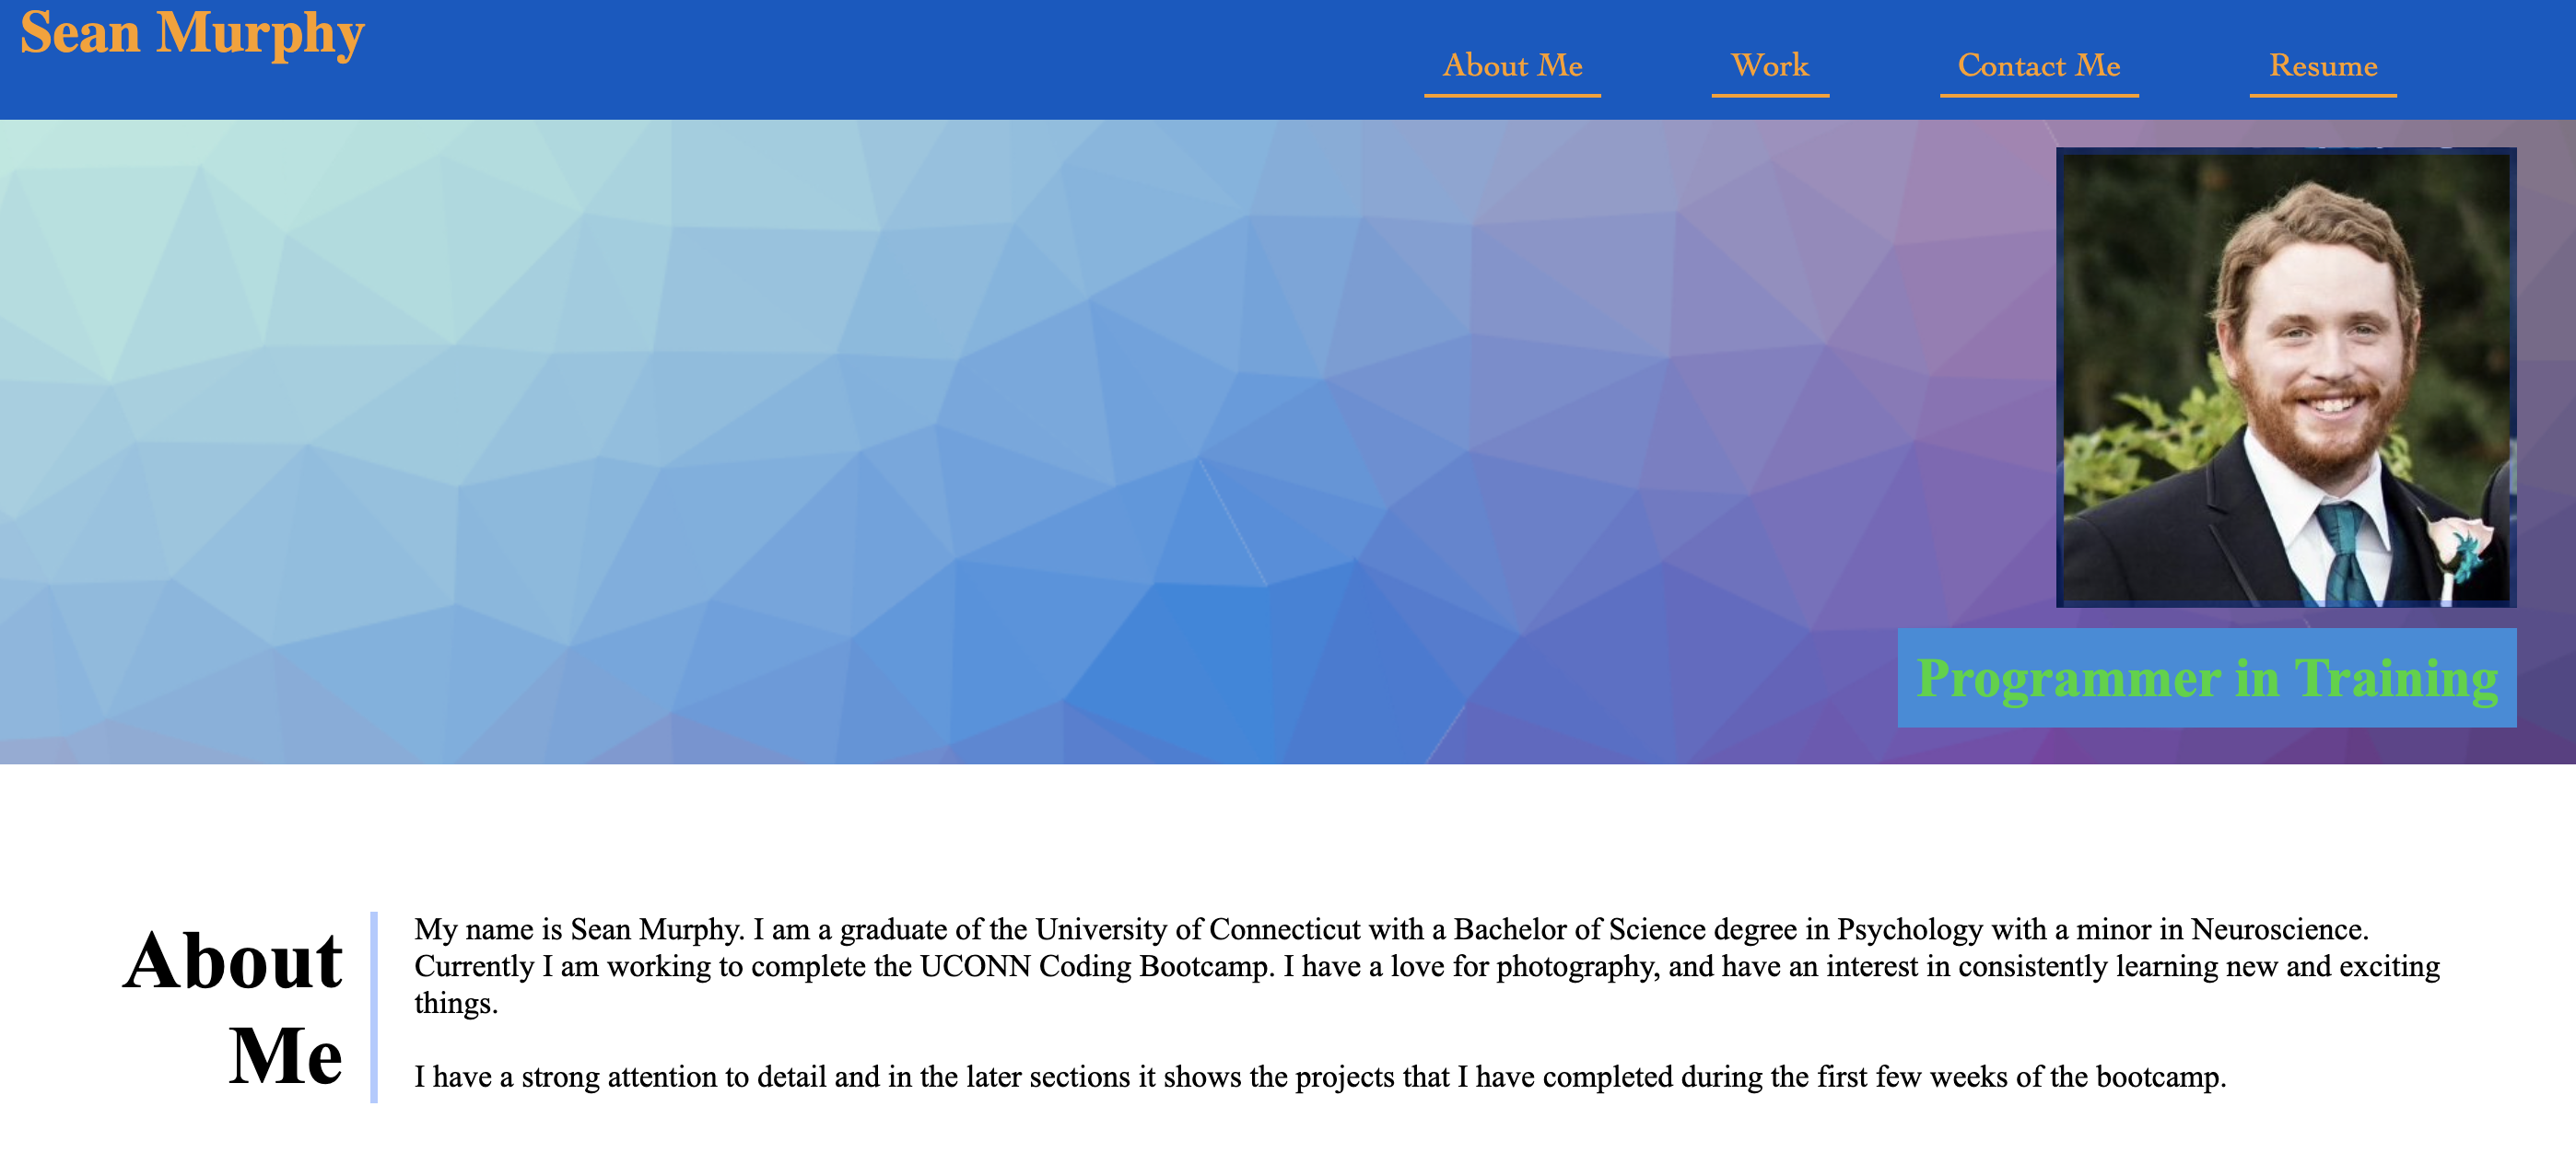 Sean Murphy
About Me Work Contact Me Resume
Programmer in Training
About
Me
My name is Sean Murphy. I am a graduate of the University of Connecticut with a Bachelor of Science degree in Psychology with a minor in Neuroscience.
Currently I am working to complete the UCONN Coding Bootcamp. I have a love for photography, and have an interest in consistently learning new and exciting
things.
I have a strong attention to detail and in the later sections it shows the projects that I have completed during the first few weeks of the bootcamp.